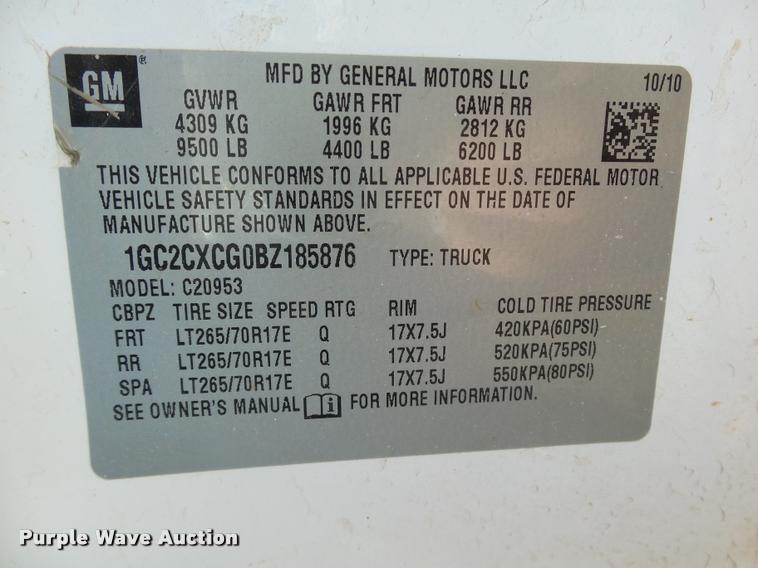 GM ®
MFD BY GENERAL MOTORS LLC 10/10
GVWR GAWR FRT GAWR RR
4309 KG 1996 KG 2812 KG
9500 LB 4400 LB 6200 LB
THIS VEHICLE CONFORMS TO ALL APPLICABLE U.S. FEDERAL MOTOR
VEHICLE SAFETY STANDARDS IN EFFECT ON THE DATE OF
MANUFACTURE SHOWN ABOVE.
1GC2CXCG0BZ185876 TYPE: TRUCK
MODEL: C20953
CBPZ TIRE SIZE SPEED RTG RIM COLD TIRE PRESSURE
FRT LT265/70R17E Q 17X7.5J 420KPA(60PSI)
RR LT265/70R17E Q 17X7.5J 520KPA(75PSI)
SPA LT265/70R17E Q 17X7.5J 550KPA(80PSI)
SEE OWNER'S MANUAL i FOR MORE INFORMATION.
Purple Wave Auction